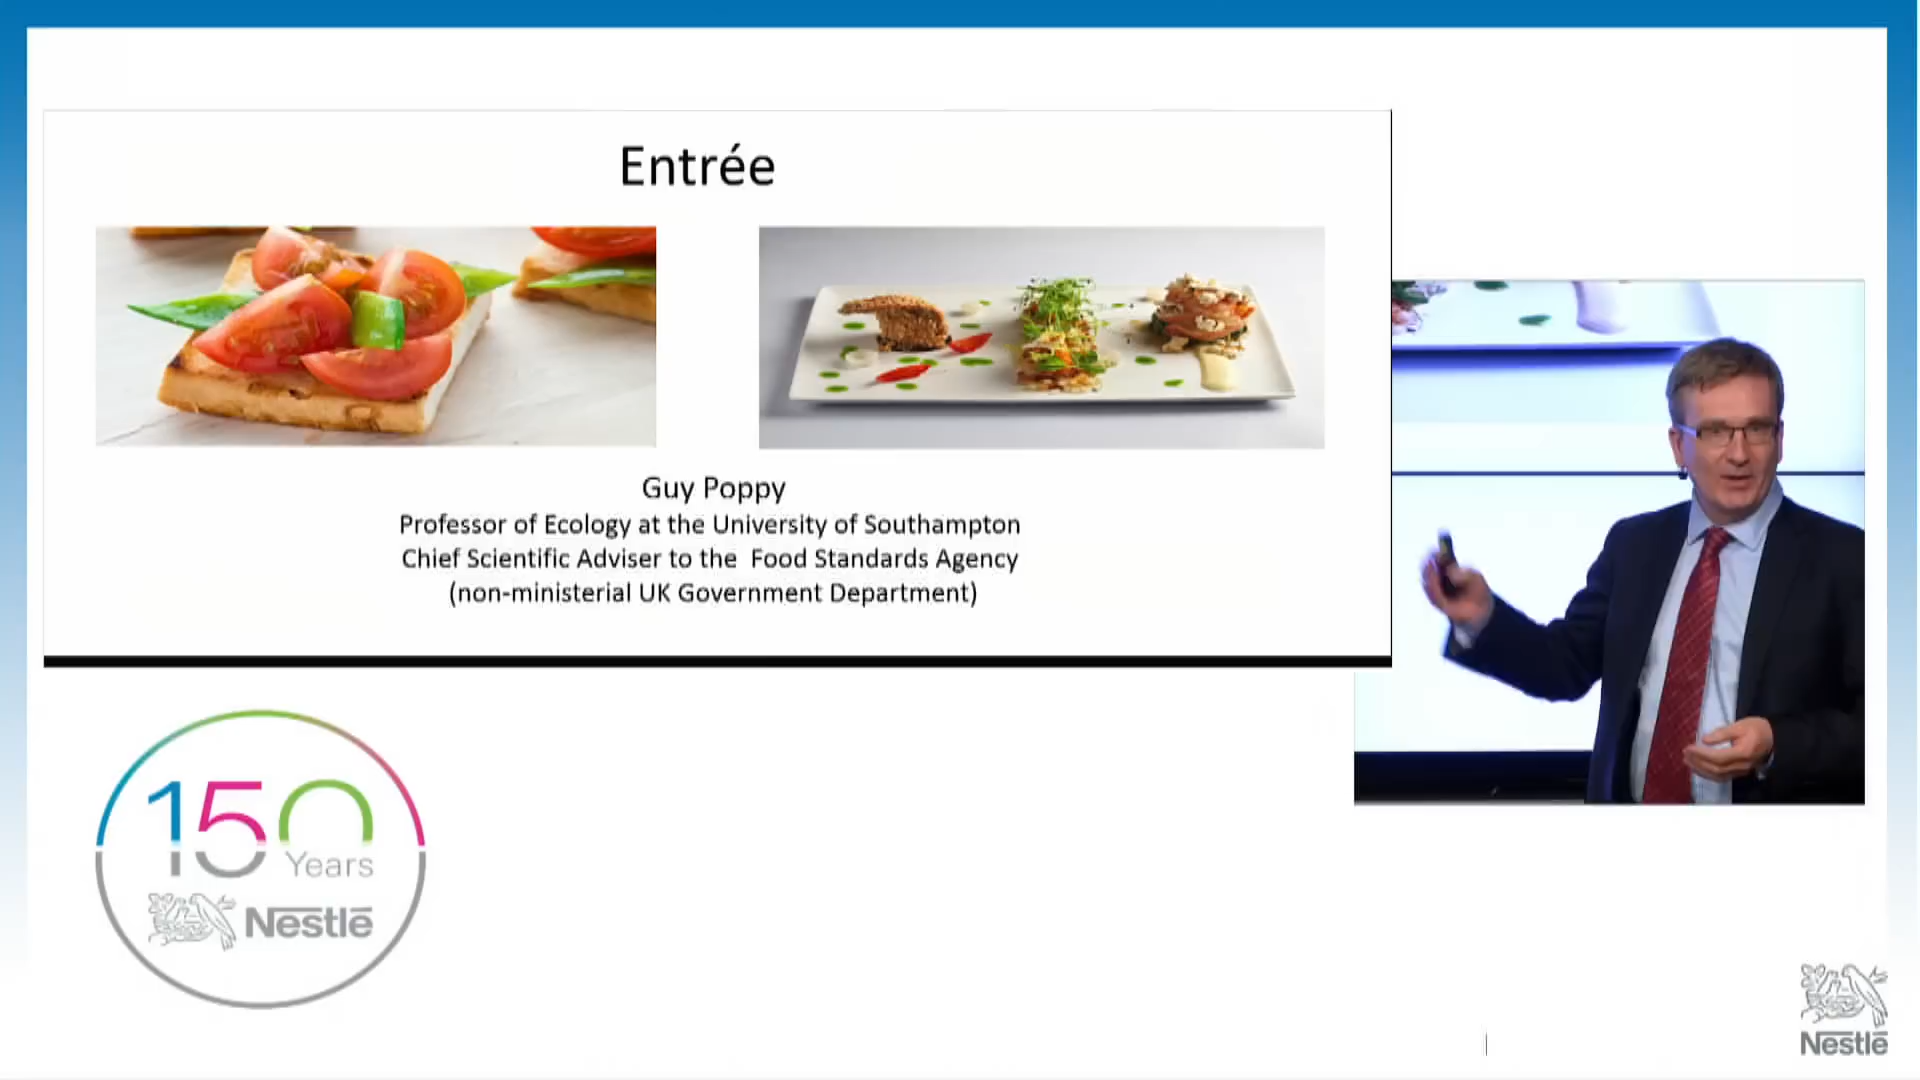 Entrée
Guy Poppy
Professor of Ecology at the University of Southampton
Chief Scientific Adviser to the Food Standards Agency
(non-ministerial UK Government Department)
150
Years
Nestlé
Nestlé